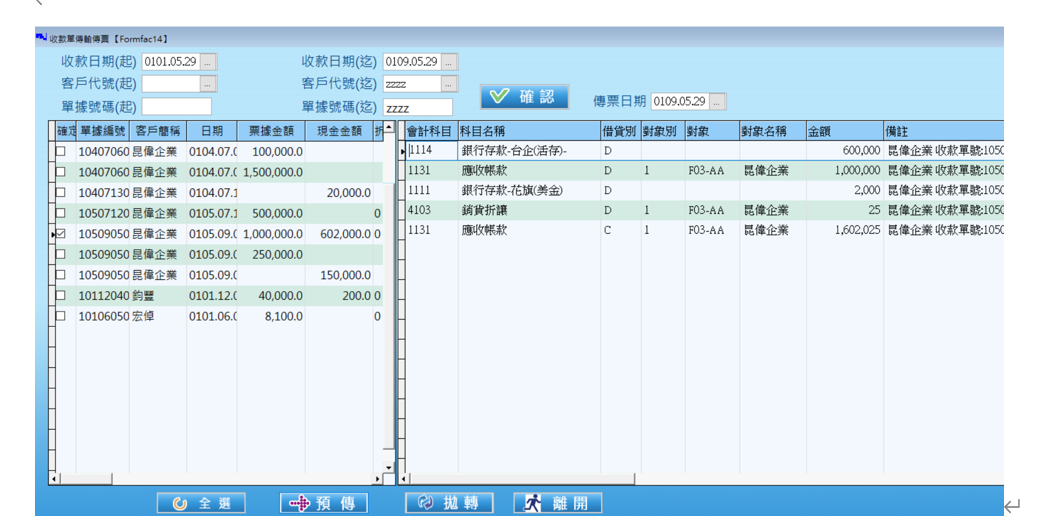 收款單傳輸傳票【Formfac14】
收款日期(起) 0101.05.29 ... 收款日期(迄) 0109.05.29 ...
客戶代號(起) ... 客戶代號(迄) zzzz ...
單據號碼(起) 單據號碼(迄) zzzz 確認 傳票日期 0109.05.29 ...
確定 單據編號 客戶簡稱 日期 票據金額 現金金額 折
10407060 昆偉企業 0104.07.0 100,000.0
10407060 昆偉企業 0104.07.0 1,500,000.0
10407130 昆偉企業 0104.07.1 20,000.0
10507120 昆偉企業 0105.07.1 500,000.0 0
10509050 昆偉企業 0105.09.0 1,000,000.0 602,000.0 0
10509050 昆偉企業 0105.09.0 250,000.0
10509050 昆偉企業 0105.09.0 150,000.0
10112040 鈞豐 0101.12.0 40,000.0 200.0 0
10106050 宏偉 0101.06.0 8,100.0 0
會計科目 科目名稱 借貸別 對象別 對象 對象名稱 金額 備註
1114 銀行存款-台企(活存)- D 600,000 昆偉企業 收款單號:1050
1131 應收帳款 D 1 F03-AA 昆偉企業 1,000,000 昆偉企業 收款單號:1050
1111 銀行存款-花旗(美金) D 2,000 昆偉企業 收款單號:1050
4103 銷貨折讓 D 1 F03-AA 昆偉企業 25 昆偉企業 收款單號:1050
1131 應收帳款 C 1 F03-AA 昆偉企業 1,602,025 昆偉企業 收款單號:1050
全選 預傳 拋轉 離開